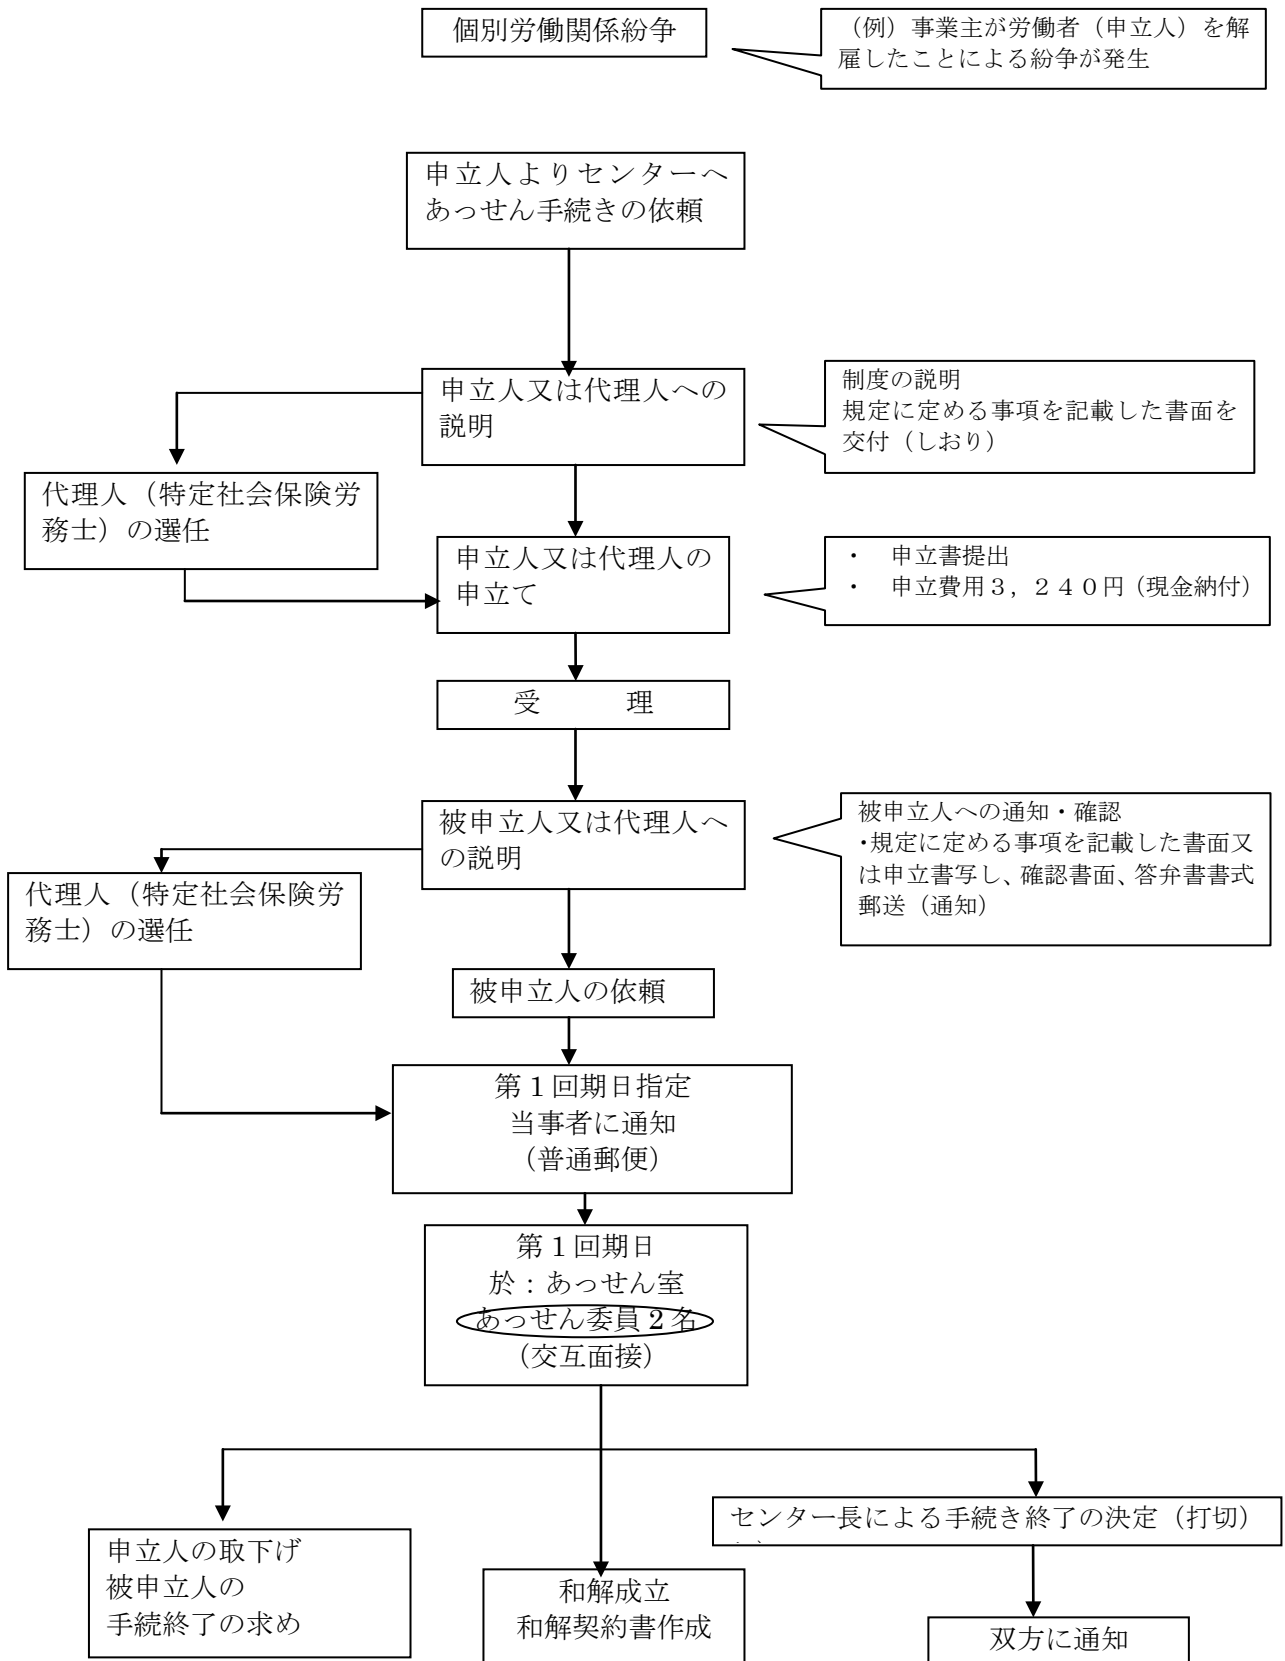 個別労働関係紛争
（例）事業主が労働者（申立人）を解
雇したことによる紛争が発生
申立人よりセンターへ
あっせん手続きの依頼
申立人又は代理人への
説明
制度の説明
規定に定める事項を記載した書面を
交付（しおり）
代理人（特定社会保険労
務士）の選任
申立人又は代理人の
申立て
・　申立書提出
・　申立費用３，２４０円（現金納付）
受　　　理
被申立人又は代理人へ
の説明
被申立人への通知・確認
・規定に定める事項を記載した書面又
は申立書写し、確認書面、答弁書書式
郵送（通知）
代理人（特定社会保険労
務士）の選任
被申立人の依頼
第１回期日指定
当事者に通知
（普通郵便）
第１回期日
於：あっせん室
あっせん委員２名
（交互面接）
センター長による手続き終了の決定（打切）
申立人の取下げ
被申立人の
手続終了の求め
和解成立
和解契約書作成
双方に通知